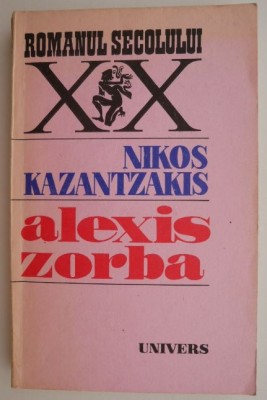 ROMANUL SECOLULUI
XX
NIKOS
KAZANTZAKIS
alexis
zorba
UNIVERS